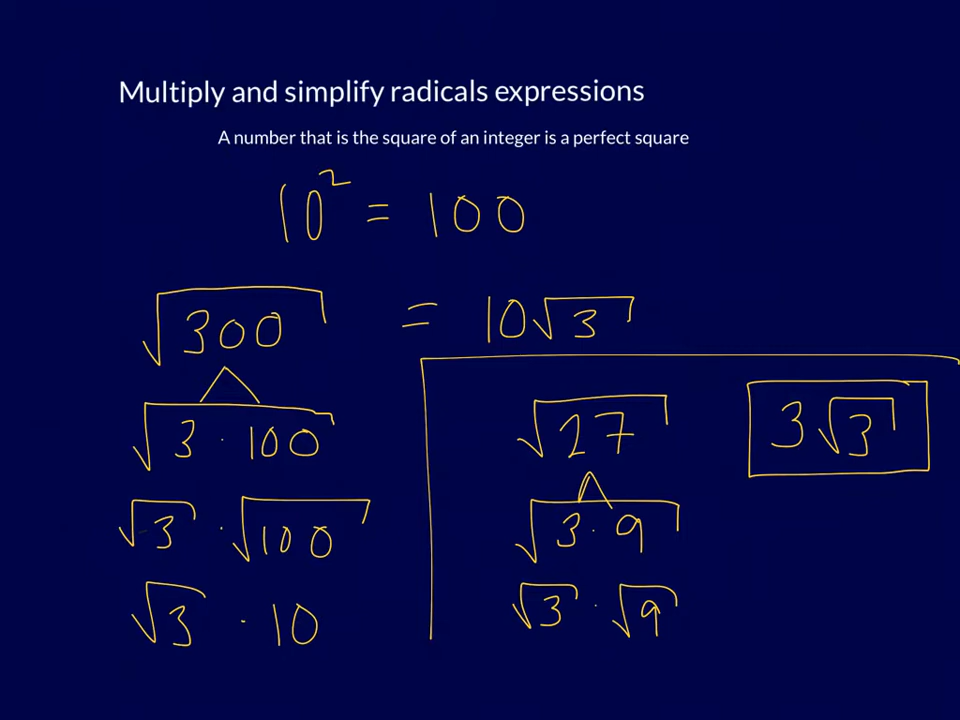 Multiply and simplify radicals expressions
A number that is the square of an integer is a perfect square
10² = 100
√300 = 10√3
√3 · 100
√3 · √100
√3 · 10
√27
√3 · 9
√3 · √9
3√3